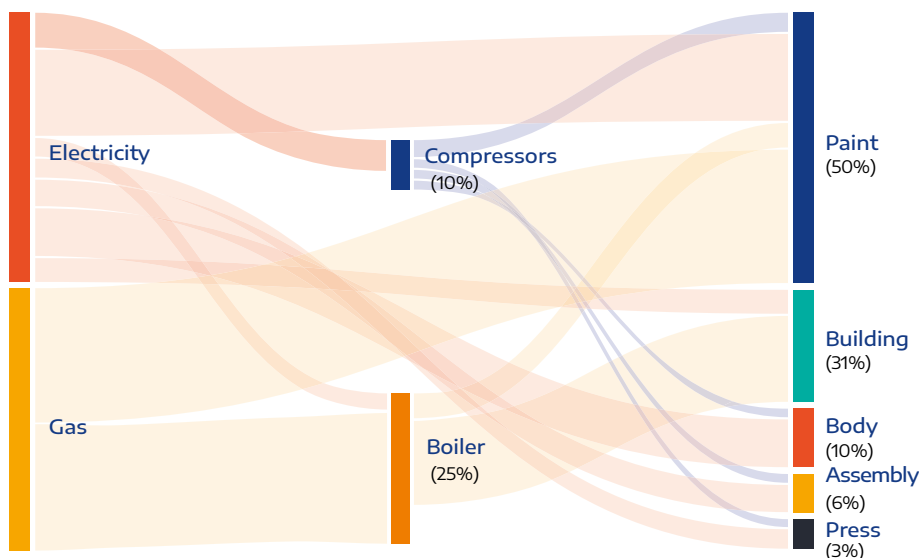 Electricity
Gas
Compressors
(10%)
Boiler
(25%)
Paint
(50%)
Building
(31%)
Body
(10%)
Assembly
(6%)
Press
(3%)